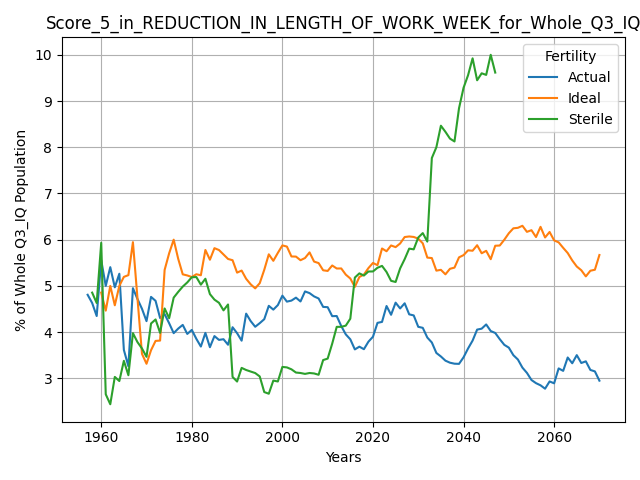 Score_5_in_REDUCTION_IN_LENGTH_OF_WORK_WEEK_for_Whole_Q3_IQ
% of Whole Q3_IQ Population
10
9
8
7
6
5
4
3
Fertility
Actual
Ideal
Sterile
1960 1980 2000 2020 2040 2060
Years